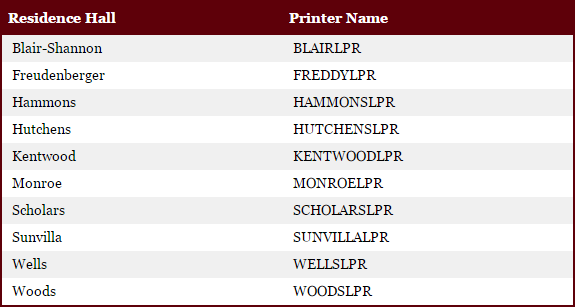 Residence Hall Printer Name
Blair-Shannon BLAIRLPR
Freudenberger FREDDYLPR
Hammons HAMMONSLPR
Hutchens HUTCHENSLPR
Kentwood KENTWOODLPR
Monroe MONROELPR
Scholars SCHOLARSLPR
Sunvilla SUNVILLALPR
Wells WELLSLPR
Woods WOODSLPR